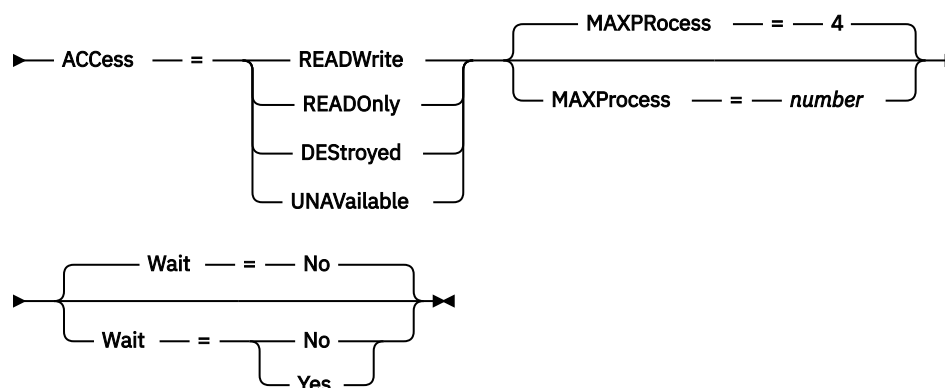 MAXPRocess = 4
ACCess = READWrite
READOnly
MAXProcess = number
DEStroyed
UNAVailable
Wait = No
Wait = No
Yes